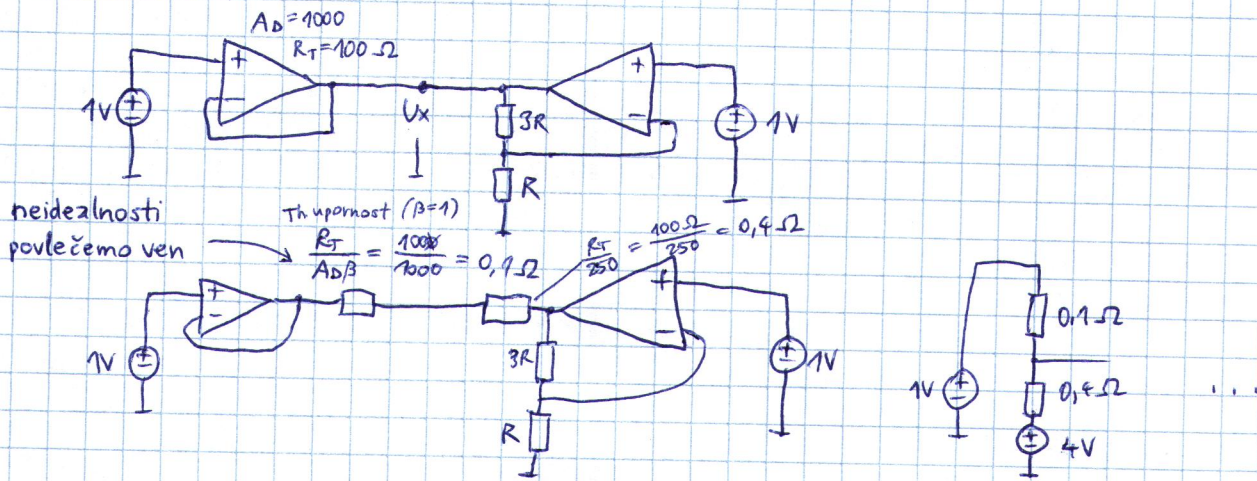 A_D = 1000
R_T = 100 Ω
+
−
1V
Ux
3R
R
+
−
1V
neidealnosti
povlečemo ven
Th upornost (β=1)
R_T / A_Dβ = 100 / 1000 = 0,1 Ω
R_T / 250 = 100Ω / 250 = 0,4 Ω
+
−
1V
3R
R
+
−
1V
1V
0,1 Ω
0,4 Ω
4V
...